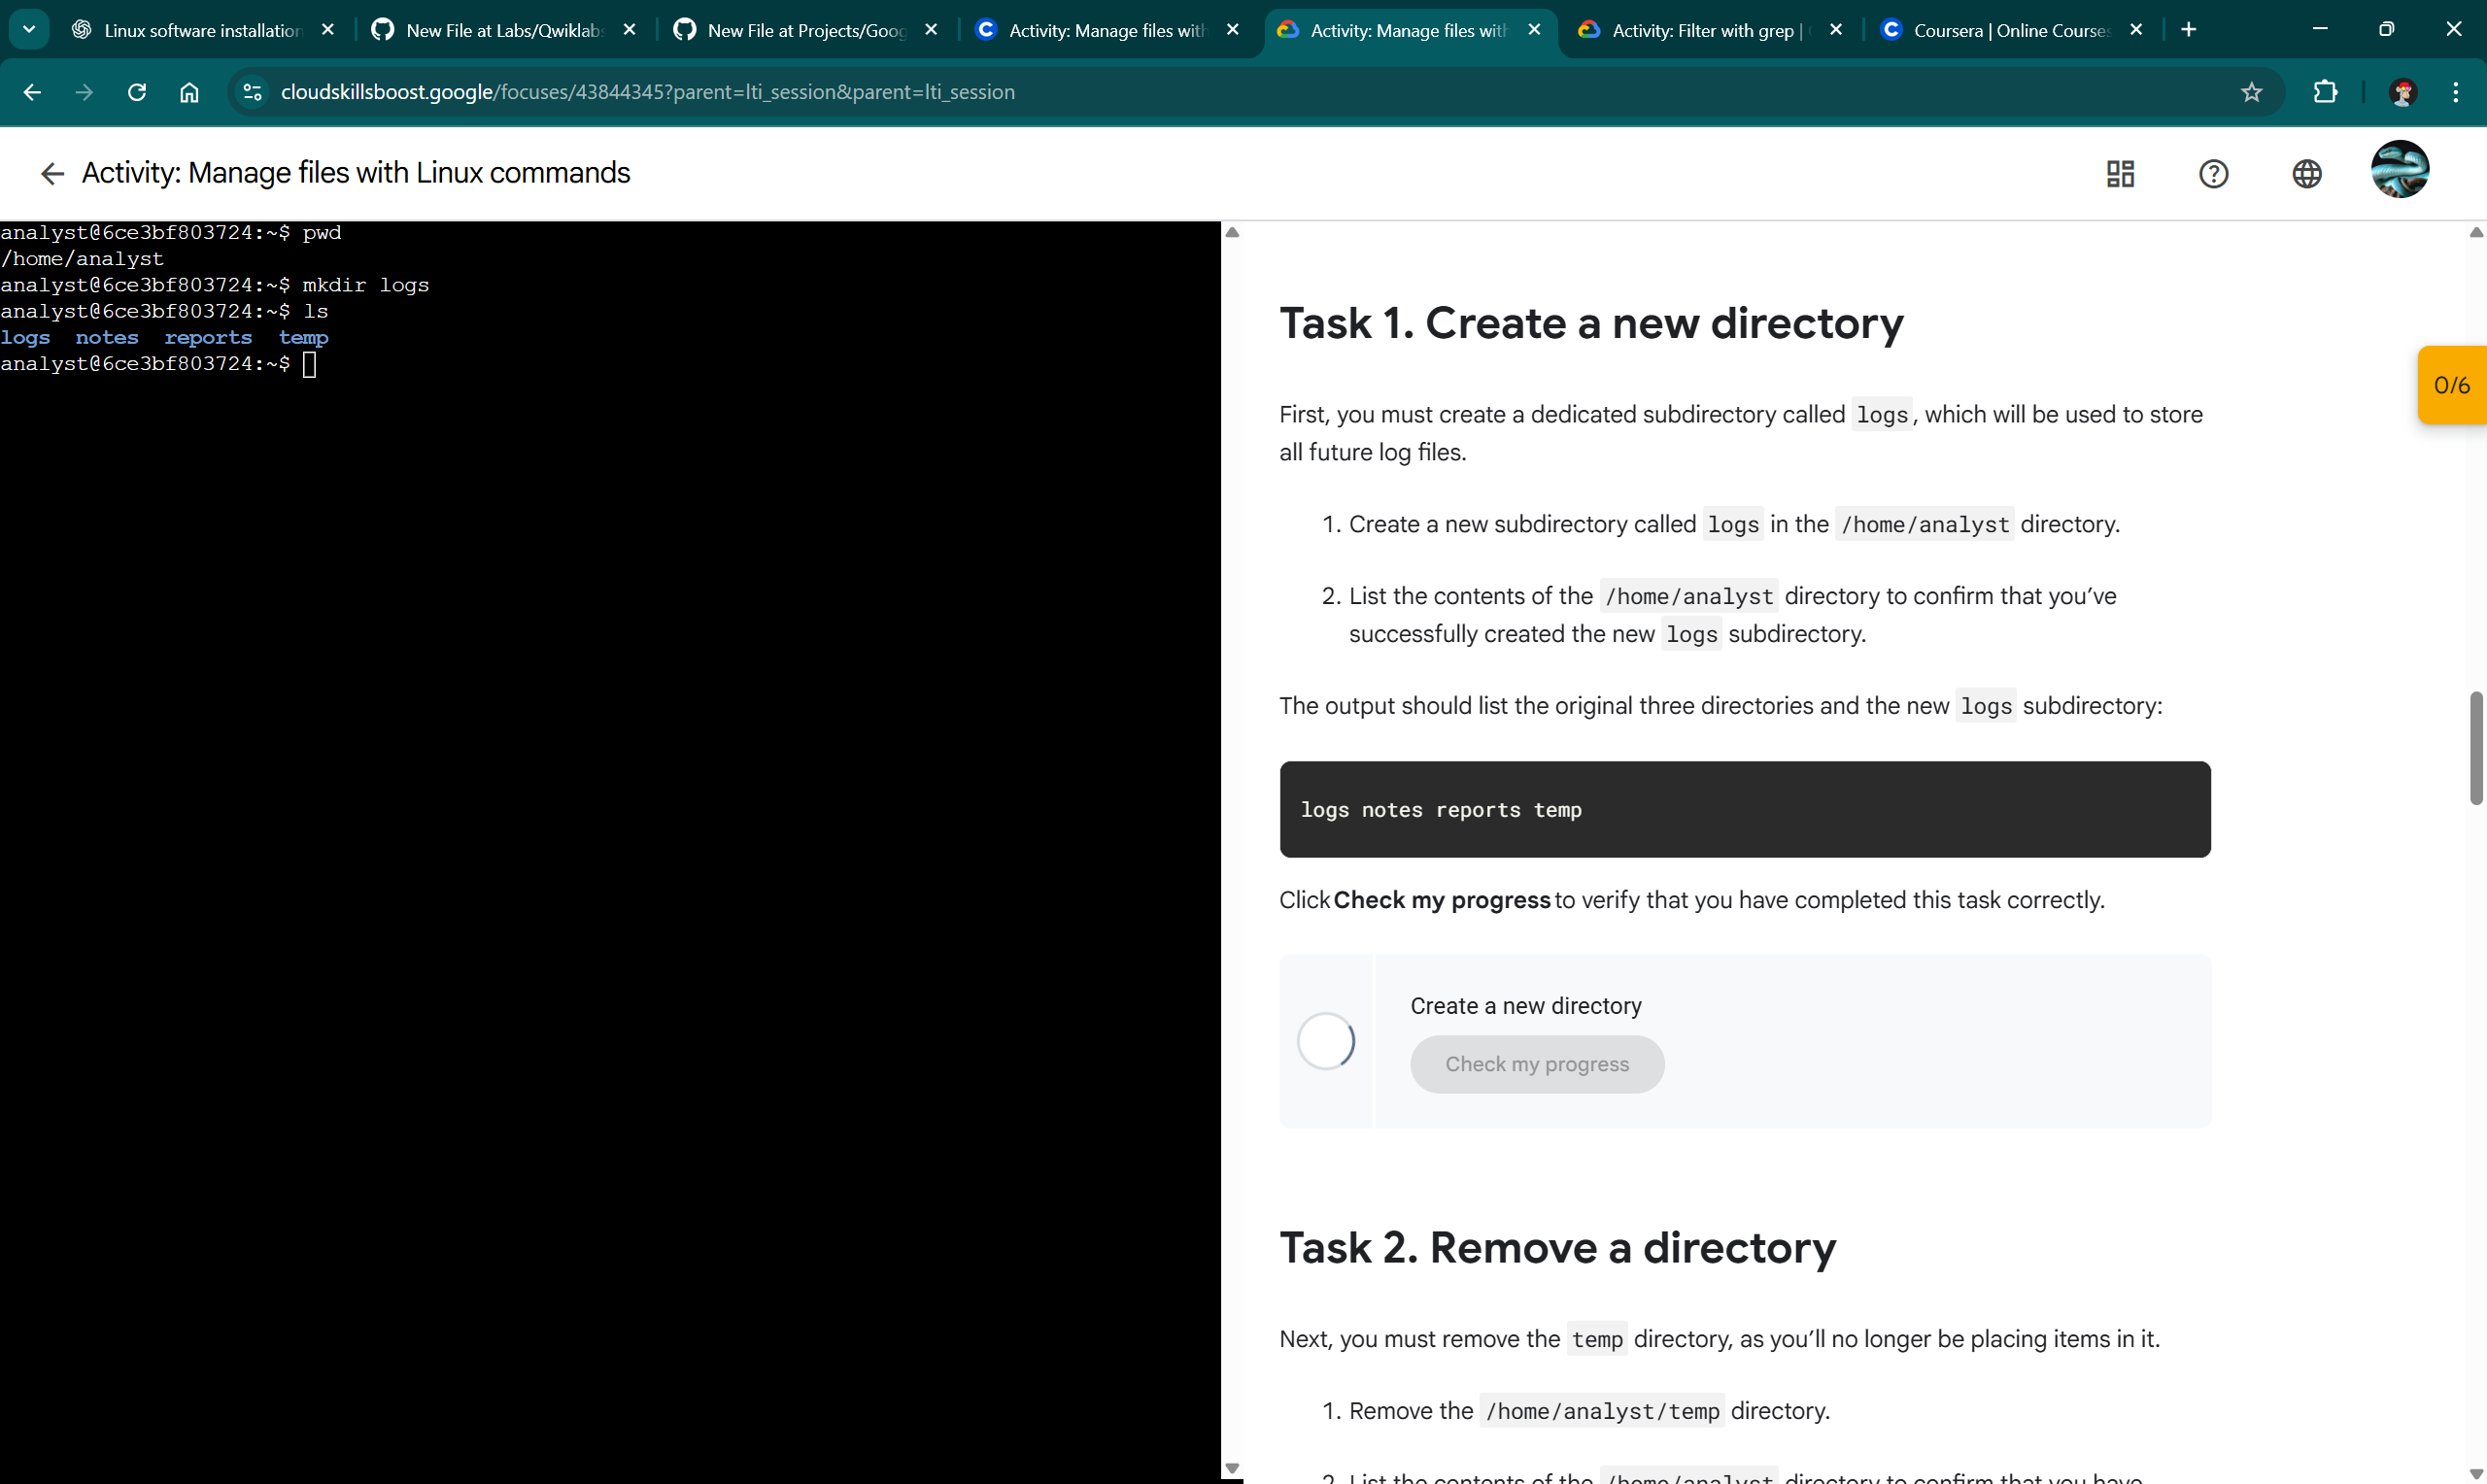 Linux software installation
New File at Labs/Qwiklabs
New File at Projects/Goog
Activity: Manage files with
Activity: Manage files with
Activity: Filter with grep |
Coursera | Online Courses
cloudskillsboost.google/focuses/43844345?parent=lti_session&parent=lti_session
Activity: Manage files with Linux commands
analyst@6ce3bf803724:~$ pwd
/home/analyst
analyst@6ce3bf803724:~$ mkdir logs
analyst@6ce3bf803724:~$ ls
logs notes reports temp
analyst@6ce3bf803724:~$
Task 1. Create a new directory
0/6
First, you must create a dedicated subdirectory called logs, which will be used to store
all future log files.
1. Create a new subdirectory called logs in the /home/analyst directory.
2. List the contents of the /home/analyst directory to confirm that you’ve
successfully created the new logs subdirectory.
The output should list the original three directories and the new logs subdirectory:
logs notes reports temp
Click Check my progress to verify that you have completed this task correctly.
Create a new directory
Check my progress
Task 2. Remove a directory
Next, you must remove the temp directory, as you’ll no longer be placing items in it.
1. Remove the /home/analyst/temp directory.
2. List the contents of the /home/analyst directory to confirm that you have